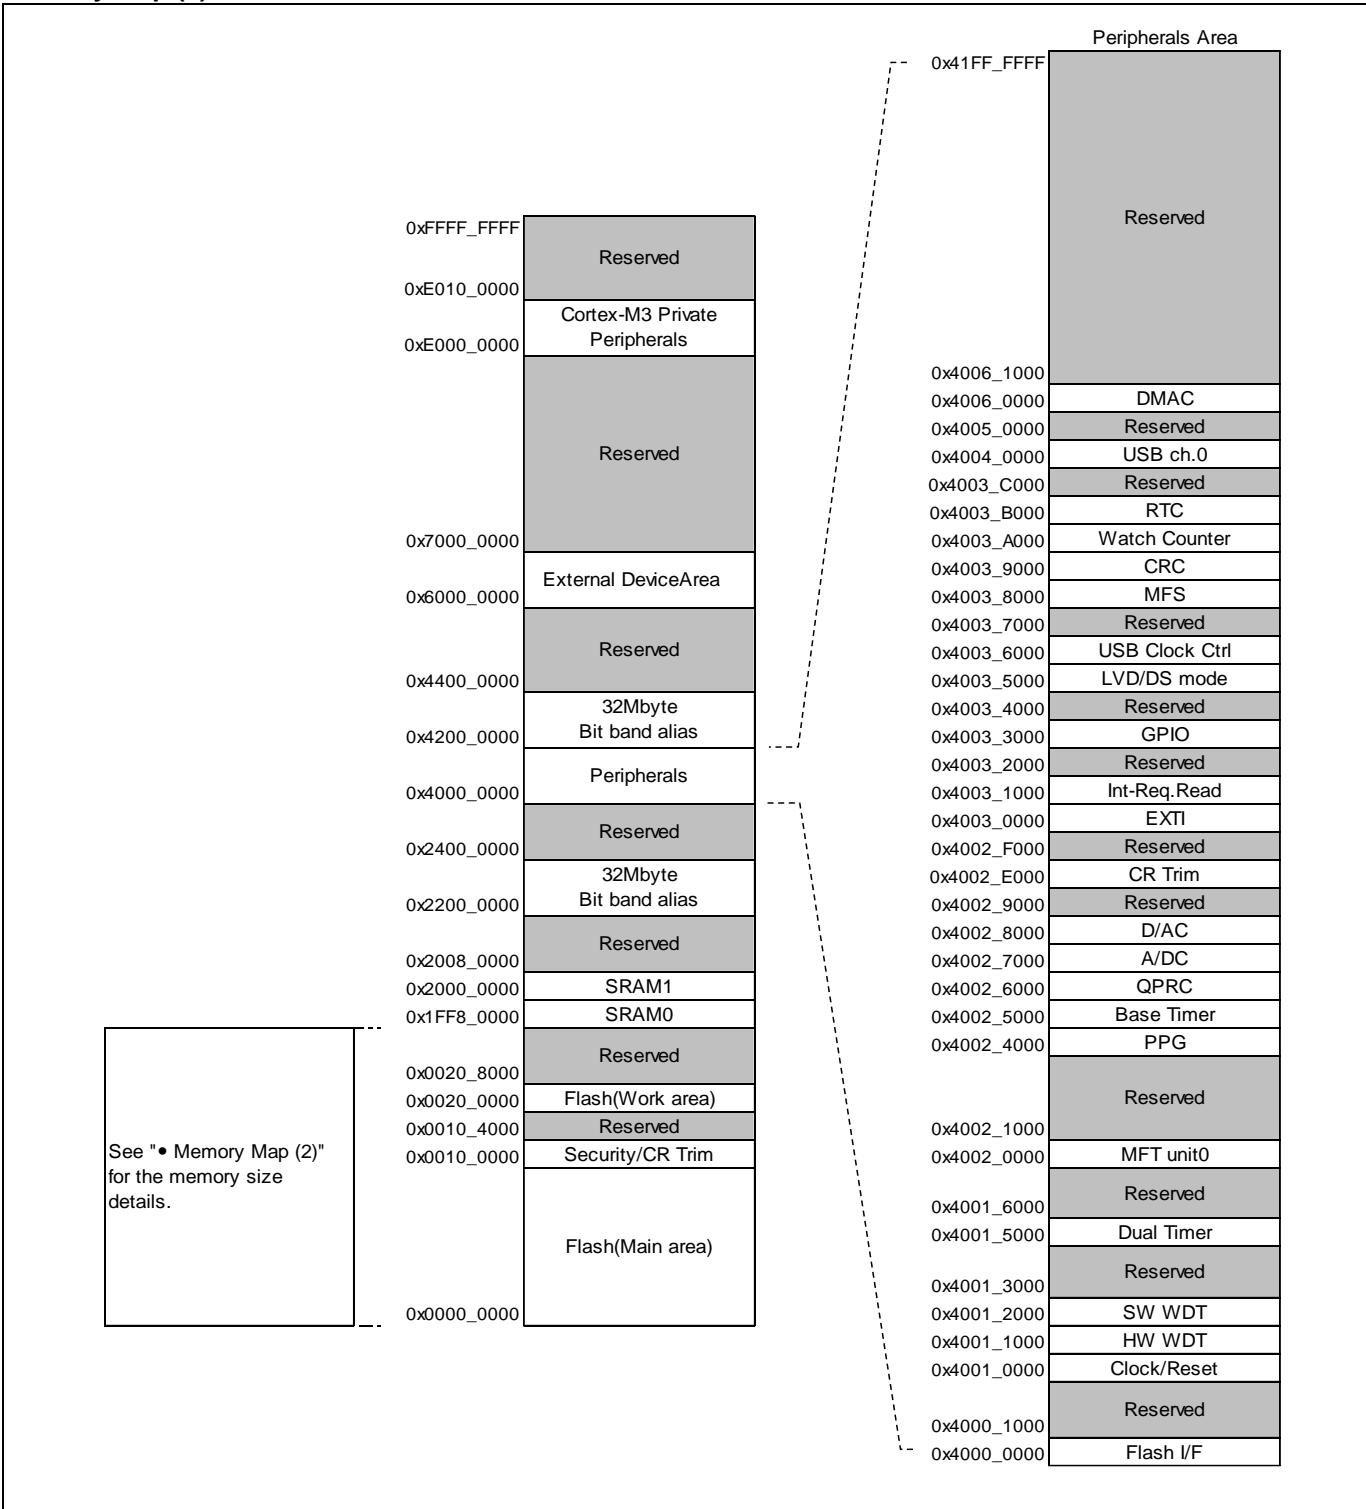 Peripherals Area
0x41FF_FFFF
Reserved
0x4006_1000
0x4006_0000 DMAC
0x4005_0000 Reserved
0x4004_0000 USB ch.0
0x4003_C000 Reserved
0x4003_B000 RTC
0x4003_A000 Watch Counter
0x4003_9000 CRC
0x4003_8000 MFS
0x4003_7000 Reserved
0x4003_6000 USB Clock Ctrl
0x4003_5000 LVD/DS mode
0x4003_4000 Reserved
0x4003_3000 GPIO
0x4003_2000 Reserved
0x4003_1000 Int-Req.Read
0x4003_0000 EXTI
0x4002_F000 Reserved
0x4002_E000 CR Trim
0x4002_9000 Reserved
0x4002_8000 D/AC
0x4002_7000 A/DC
0x4002_6000 QPRC
0x4002_5000 Base Timer
0x4002_4000 PPG
Reserved
0x4002_1000
0x4002_0000 MFT unit0
Reserved
0x4001_6000
0x4001_5000 Dual Timer
Reserved
0x4001_3000
0x4001_2000 SW WDT
0x4001_1000 HW WDT
0x4001_0000 Clock/Reset
Reserved
0x4000_1000
0x4000_0000 Flash I/F
0xFFFF_FFFF
Reserved
0xE010_0000
Cortex-M3 Private
Peripherals
0xE000_0000
Reserved
0x7000_0000
External DeviceArea
0x6000_0000
Reserved
0x4400_0000
32Mbyte
Bit band alias
0x4200_0000
Peripherals
0x4000_0000
Reserved
0x2400_0000
32Mbyte
Bit band alias
0x2200_0000
Reserved
0x2008_0000
0x2000_0000 SRAM1
0x1FF8_0000 SRAM0
Reserved
0x0020_8000
0x0020_0000 Flash(Work area)
0x0010_4000 Reserved
0x0010_0000 Security/CR Trim
Flash(Main area)
0x0000_0000
See "● Memory Map (2)"
for the memory size
details.